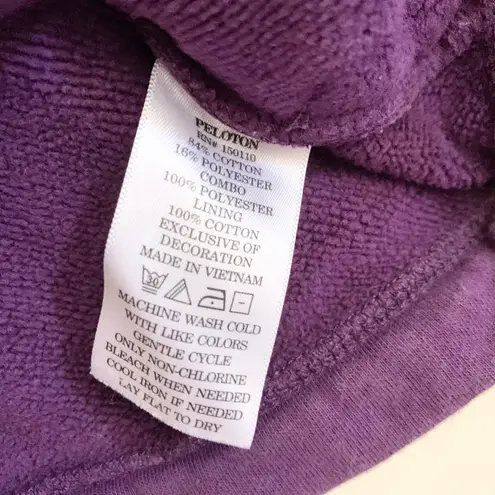 PELOTON
RN# 150110
84% COTTON
16% POLYESTER
COMBO
100% POLYESTER
LINING
100% COTTON
EXCLUSIVE OF
DECORATION
MADE IN VIETNAM
MACHINE WASH COLD
WITH LIKE COLORS
GENTLE CYCLE
ONLY NON-CHLORINE
BLEACH WHEN NEEDED
COOL IRON IF NEEDED
LAY FLAT TO DRY